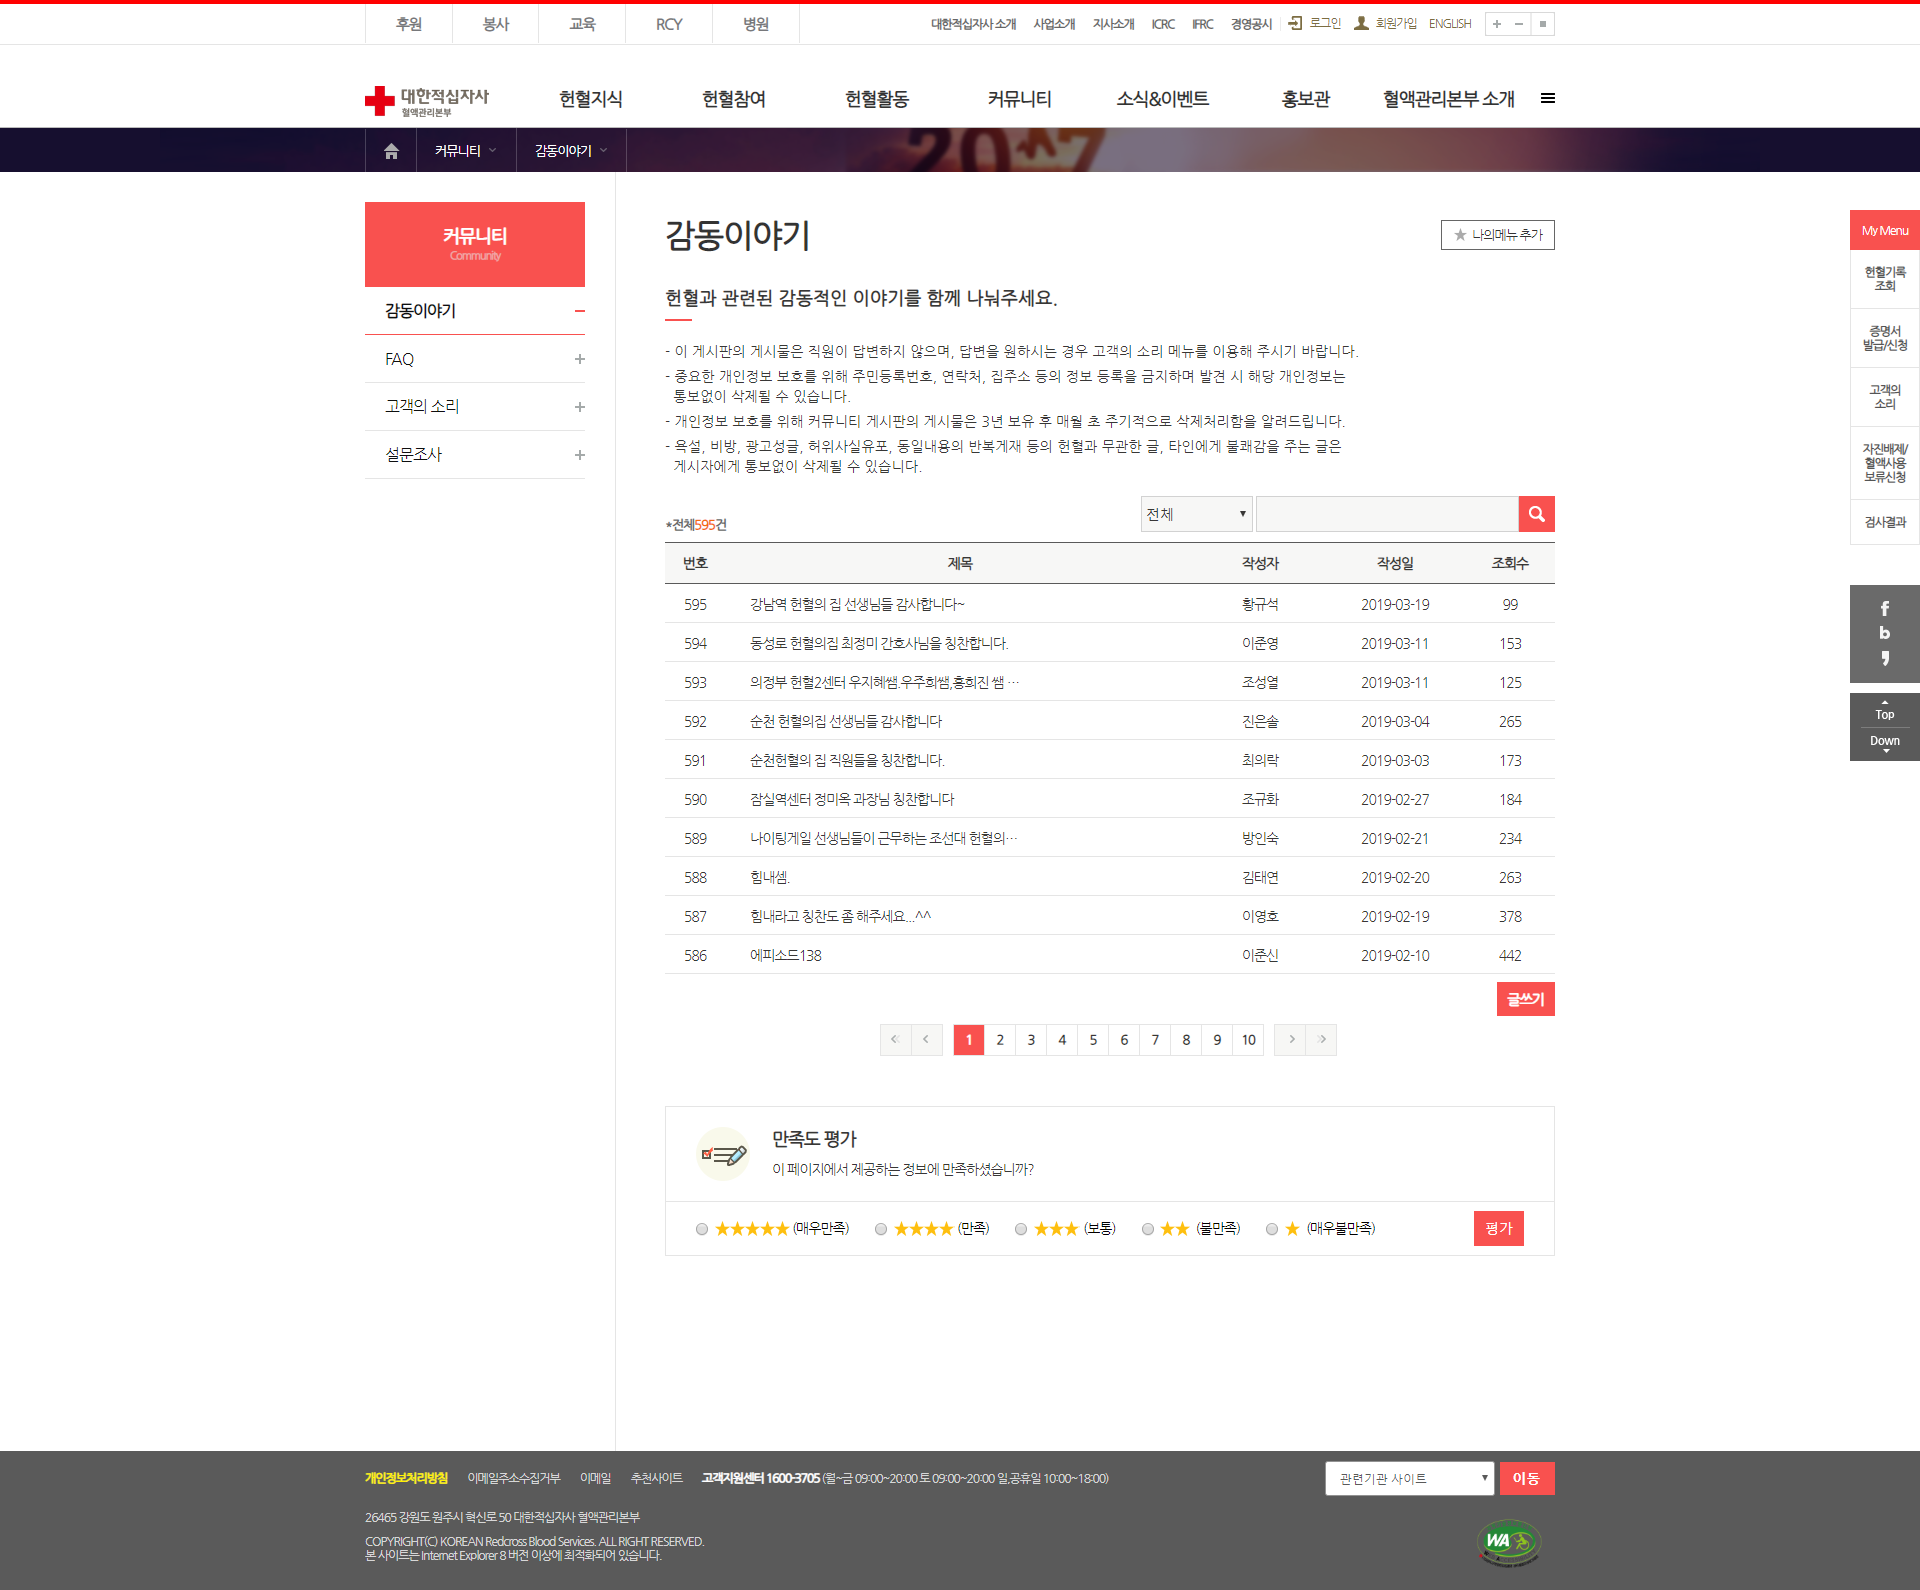 후원 봉사 교육 RCY 병원 대한적십자사 소개 사업소개 지사소개 ICRC IFRC 경영공시 로그인 회원가입 ENGLISH
대한적십자사
혈액관리본부
헌혈지식 헌혈참여 헌혈활동 커뮤니티 소식&이벤트 홍보관 혈액관리본부 소개
2017
커뮤니티 감동이야기
커뮤니티
Community
감동이야기
FAQ
고객의 소리
설문조사
감동이야기
나의메뉴 추가
헌혈과 관련된 감동적인 이야기를 함께 나눠주세요.
- 이 게시판의 게시물은 직원이 답변하지 않으며, 답변을 원하시는 경우 고객의 소리 메뉴를 이용해 주시기 바랍니다.
- 중요한 개인정보 보호를 위해 주민등록번호, 연락처, 집주소 등의 정보 등록을 금지하며 발견 시 해당 개인정보는
통보없이 삭제될 수 있습니다.
- 개인정보 보호를 위해 커뮤니티 게시판의 게시물은 3년 보유 후 매월 초 주기적으로 삭제처리함을 알려드립니다.
- 욕설, 비방, 광고성글, 허위사실유포, 동일내용의 반복게재 등의 헌혈과 무관한 글, 타인에게 불쾌감을 주는 글은
게시자에게 통보없이 삭제될 수 있습니다.
*전체595건
전체
번호 제목 작성자 작성일 조회수
595 강남역 헌혈의 집 선생님들 감사합니다~ 황규석 2019-03-19 99
594 동성로 헌혈의집 최정미 간호사님을 칭찬합니다. 이준영 2019-03-11 153
593 의정부 헌혈2센터 우지혜쌤.우주희쌤,홍희진 쌤 … 조성열 2019-03-11 125
592 순천 헌혈의집 선생님들 감사합니다 진은솔 2019-03-04 265
591 순천헌혈의 집 직원들을 칭찬합니다. 최의락 2019-03-03 173
590 잠실역센터 정미옥 과장님 칭찬합니다 조규화 2019-02-27 184
589 나이팅게일 선생님들이 근무하는 조선대 헌혈의… 방인숙 2019-02-21 234
588 힘내셈. 김태연 2019-02-20 263
587 힘내라고 칭찬도 좀 해주세요...^^ 이영호 2019-02-19 378
586 에피소드138 이준신 2019-02-10 442
글쓰기
1 2 3 4 5 6 7 8 9 10
만족도 평가
이 페이지에서 제공하는 정보에 만족하셨습니까?
★★★★★ (매우만족) ★★★★ (만족) ★★★ (보통) ★★ (불만족) ★ (매우불만족) 평가
My Menu
헌혈기록
조회
증명서
발급/신청
고객의
소리
자진배제/
혈액사용
보류신청
검사결과
Top
Down
개인정보처리방침 이메일주소수집거부 이메일 추천사이트 고객지원센터 1600-3705 (월~금 09:00~20:00 토 09:00~20:00 일,공휴일 10:00~18:00)
관련기관 사이트 이동
26465 강원도 원주시 혁신로 50 대한적십자사 혈액관리본부
COPYRIGHT(C) KOREAN Redcross Blood Services. ALL RIGHT RESERVED.
본 사이트는 Internet Explorer 8 버전 이상에 최적화되어 있습니다.
WA